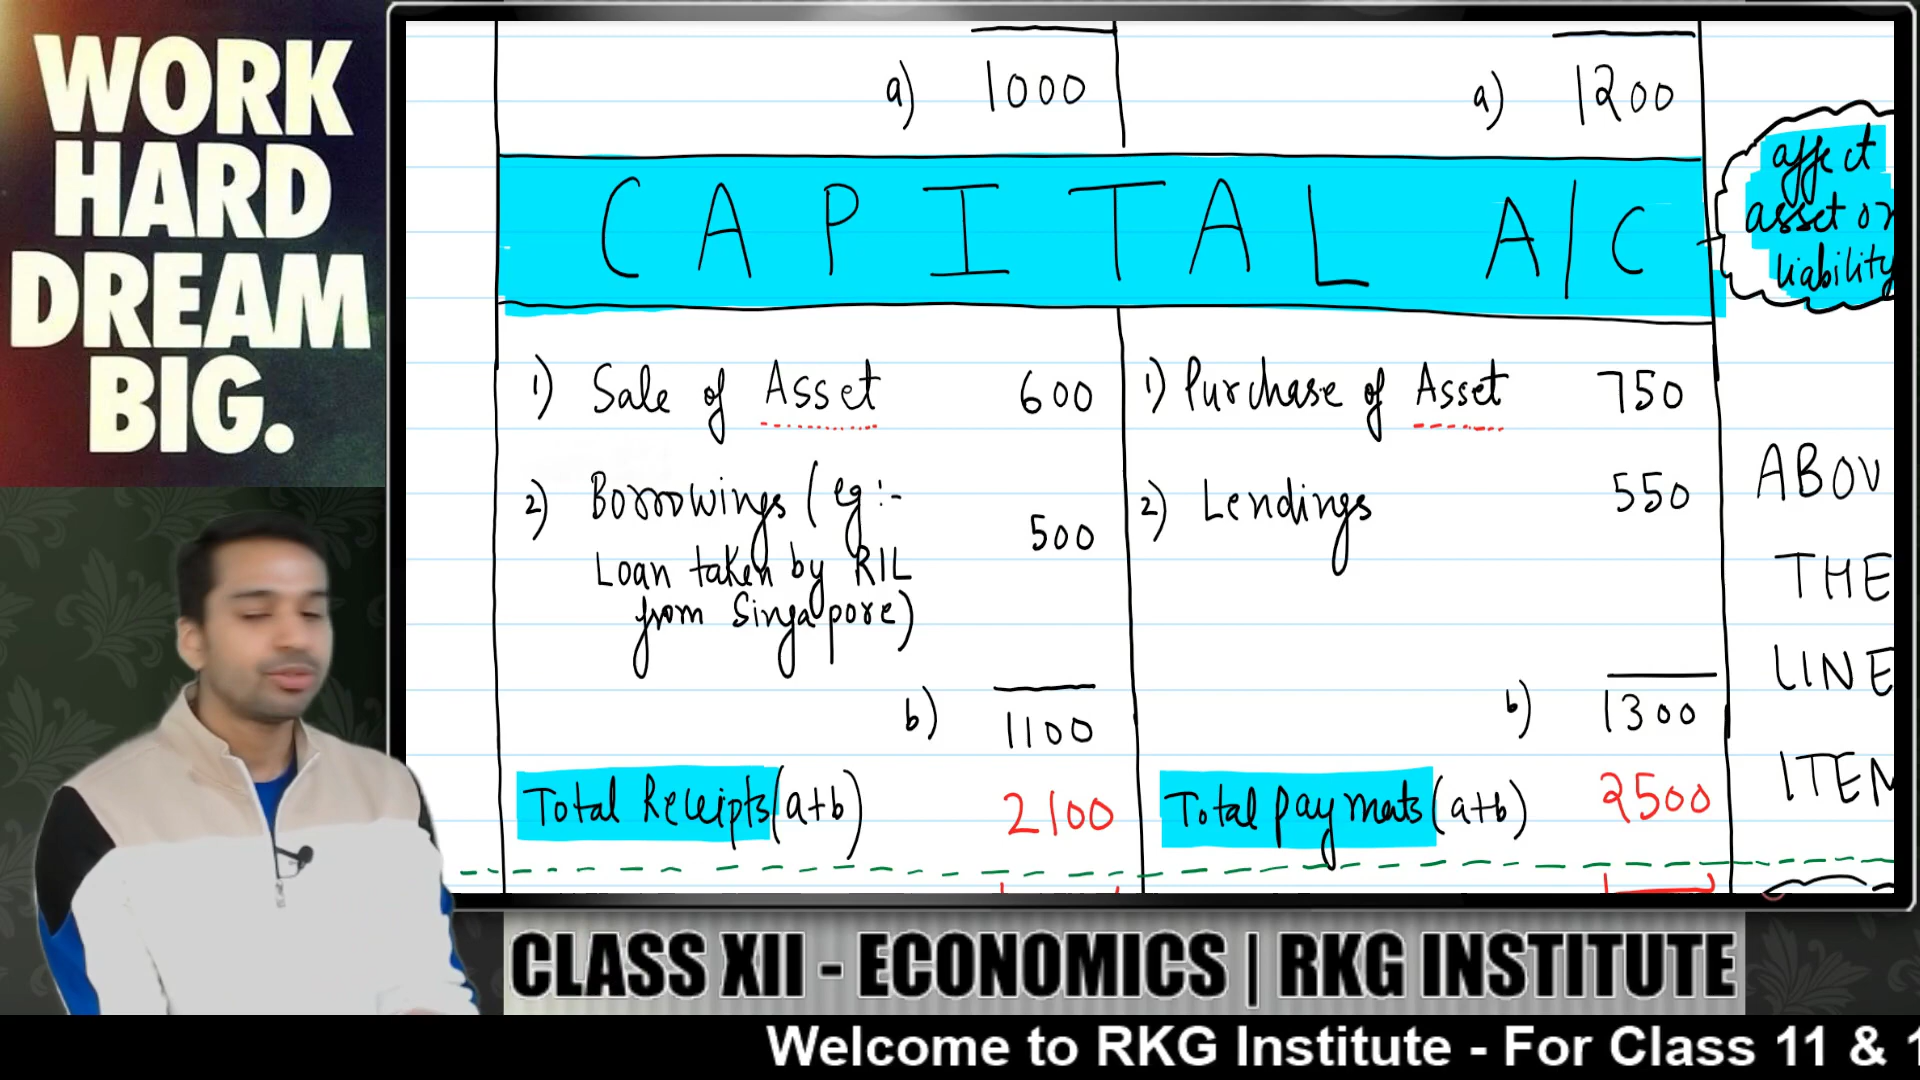 WORK
HARD
DREAM
BIG.
a) 1000
a) 1200
CAPITAL A/C
affect
asset or
liability
1) Sale of Asset 600
1) Purchase of Asset 750
2) Borrowings (eg:-
Loan taken by RIL
from Singapore) 500
2) Lendings 550
b) 1100
b) 1300
Total Receipts (a+b) 2100
Total payments (a+b) 2500
ABOV
THE
LINE
ITEM
CLASS XII - ECONOMICS | RKG INSTITUTE
Welcome to RKG Institute - For Class 11 & 1